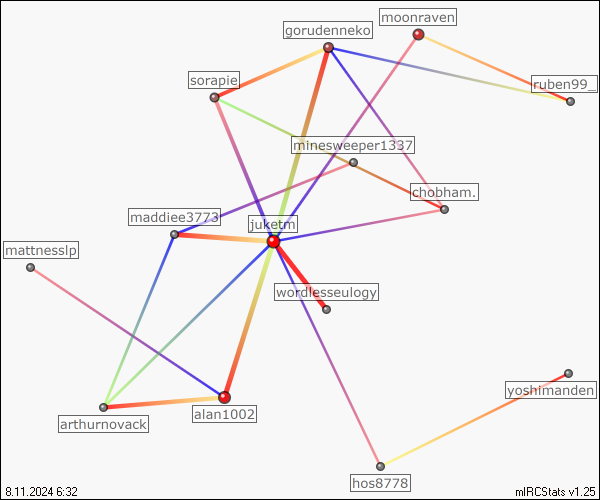 moonraven
gorudenneko
sorapie
ruben99_
minesweeper1337
chobham.
maddiee3773
juketm
mattnesslp
wordlesseulogy
yoshimanden
alan1002
arthurnovack
hos8778
8.11.2024 6:32
mIRCStats v1.25